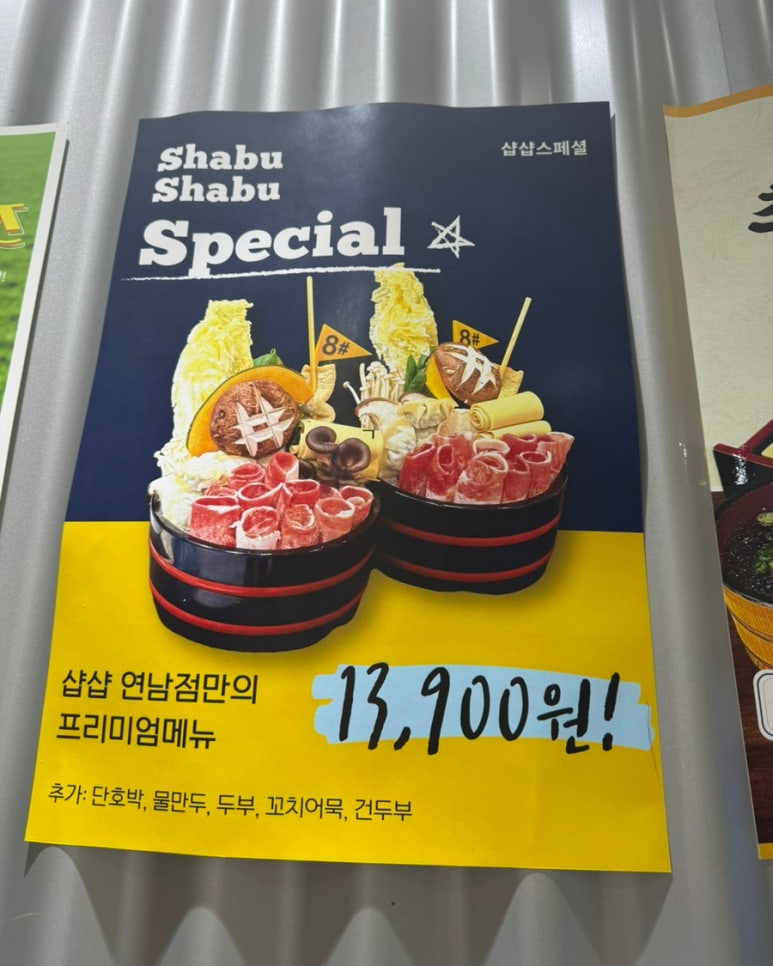 Shabu
Shabu
Special
샵샵스페셜
8#
8#
샵샵 연남점만의
프리미엄메뉴
13,900원!
추가: 단호박, 물만두, 두부, 꼬치어묵, 건두부